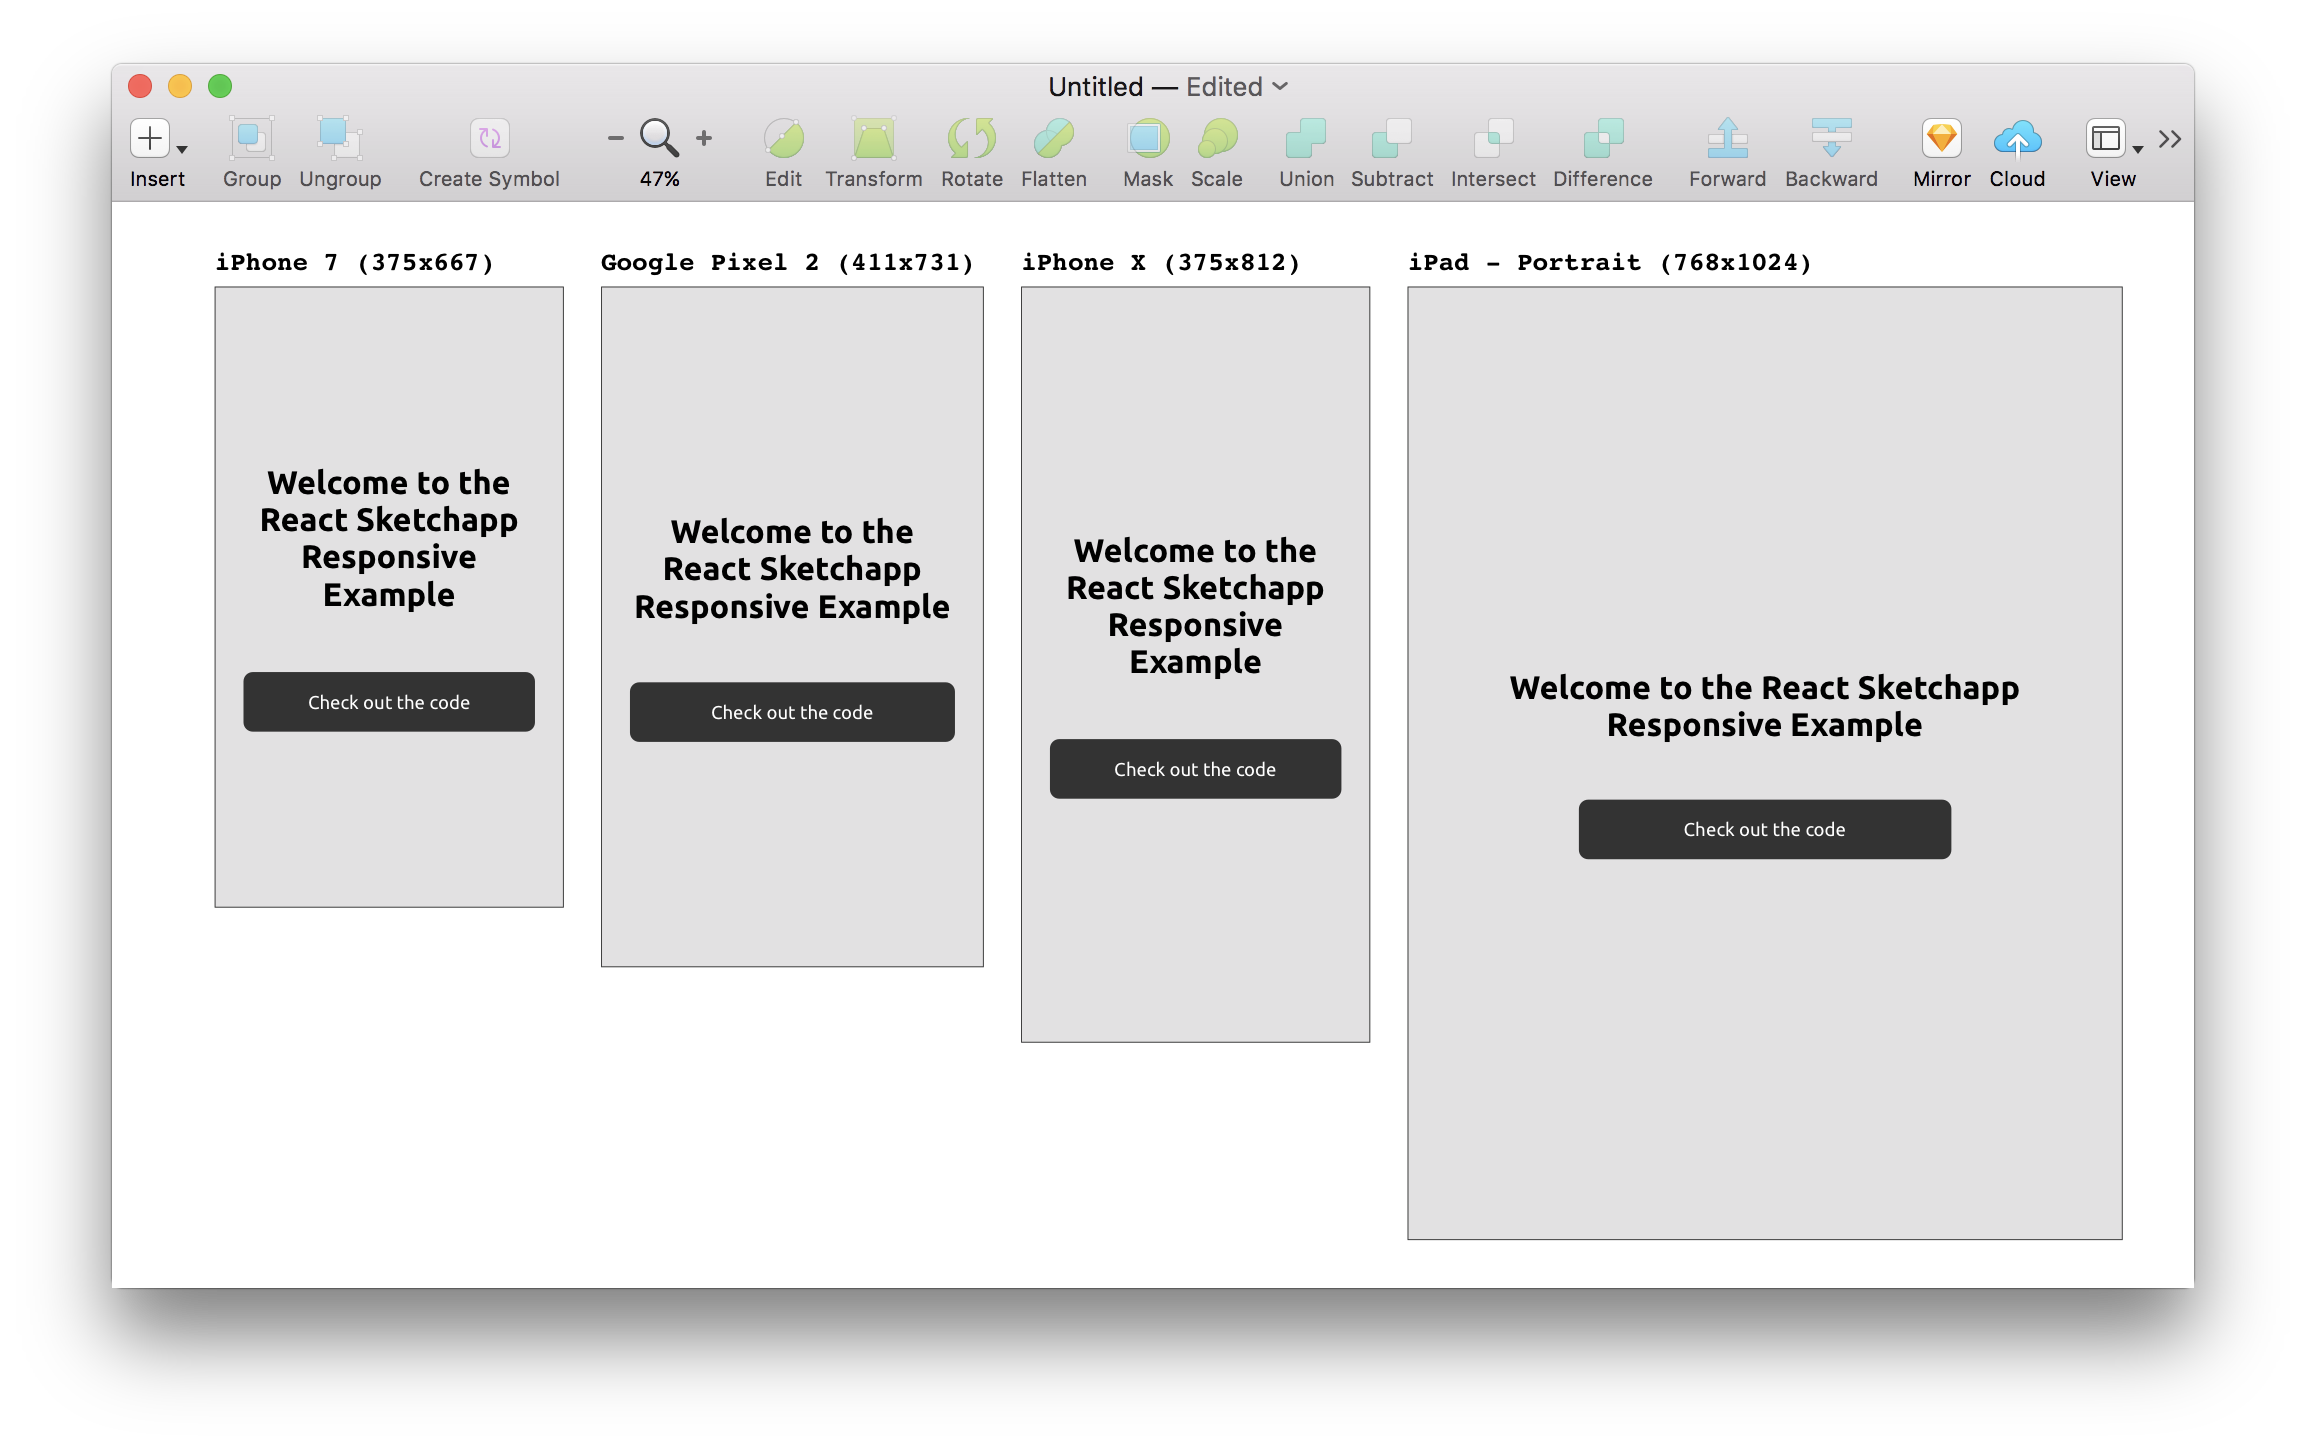 Untitled — Edited
Insert
Group
Ungroup
Create Symbol
47%
Edit
Transform
Rotate
Flatten
Mask
Scale
Union
Subtract
Intersect
Difference
Forward
Backward
Mirror
Cloud
View
iPhone 7 (375x667)
Welcome to the
React Sketchapp
Responsive
Example
Check out the code
Google Pixel 2 (411x731)
Welcome to the
React Sketchapp
Responsive Example
Check out the code
iPhone X (375x812)
Welcome to the
React Sketchapp
Responsive
Example
Check out the code
iPad - Portrait (768x1024)
Welcome to the React Sketchapp
Responsive Example
Check out the code